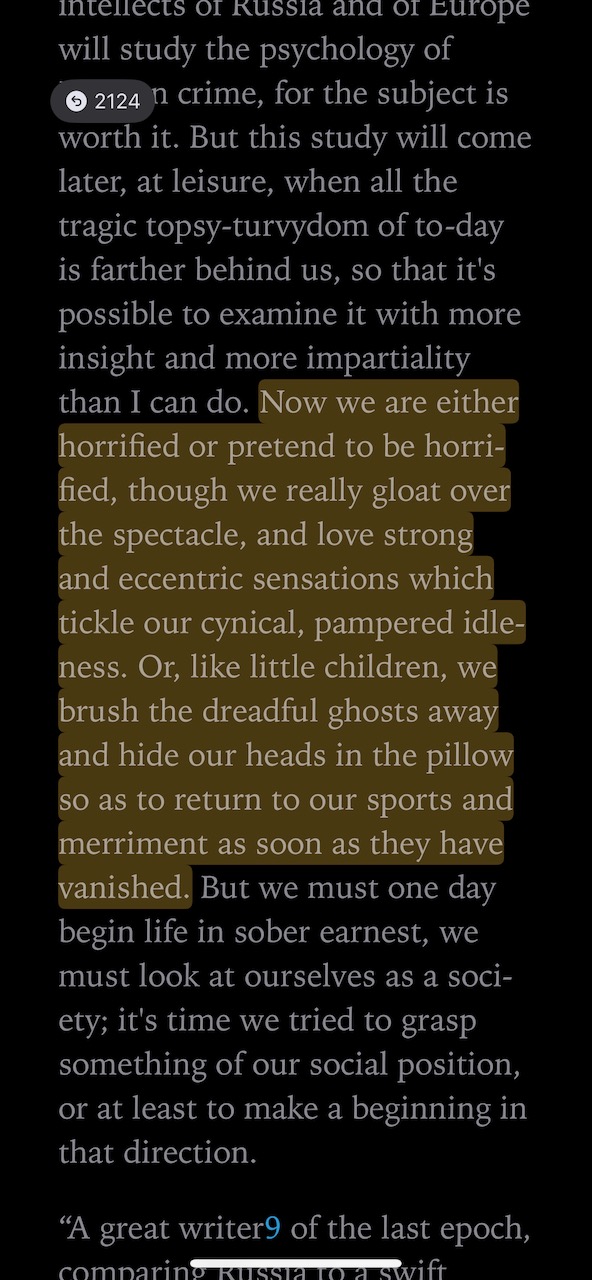 intellects of Russia and of Europe
will study the psychology of
2124
n crime, for the subject is
worth it. But this study will come
later, at leisure, when all the
tragic topsy-turvydom of to-day
is farther behind us, so that it's
possible to examine it with more
insight and more impartiality
than I can do. Now we are either
horrified or pretend to be horri-
fied, though we really gloat over
the spectacle, and love strong
and eccentric sensations which
tickle our cynical, pampered idle-
ness. Or, like little children, we
brush the dreadful ghosts away
and hide our heads in the pillow
so as to return to our sports and
merriment as soon as they have
vanished. But we must one day
begin life in sober earnest, we
must look at ourselves as a soci-
ety; it's time we tried to grasp
something of our social position,
or at least to make a beginning in
that direction.
“A great writer9 of the last epoch,
comparing Russia to a swift